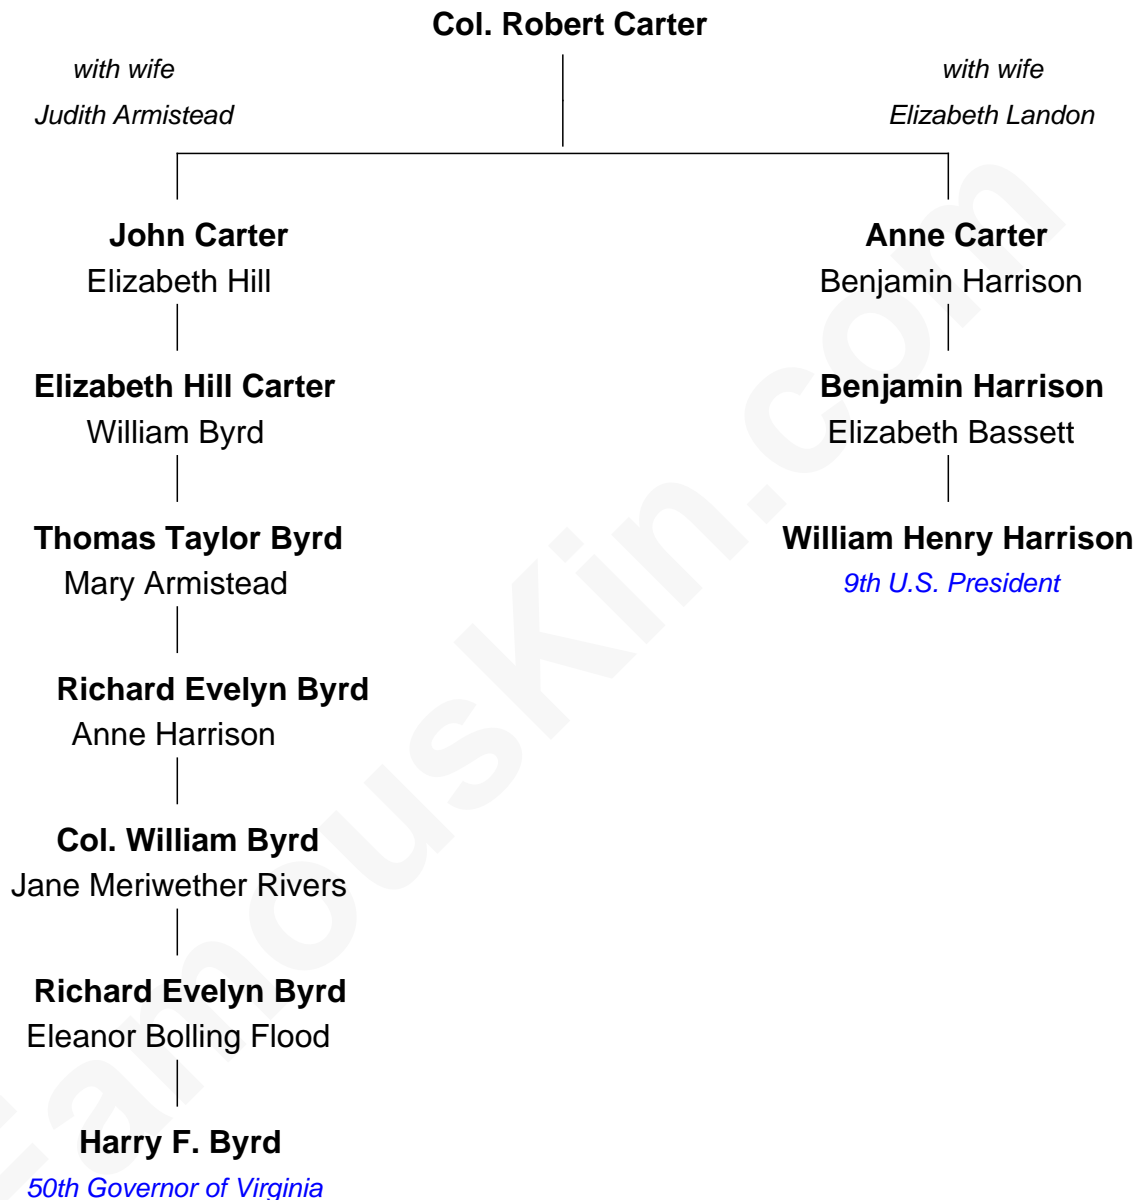 Col. Robert Carter
with wife
Judith Armistead
with wife
Elizabeth Landon
John Carter
Elizabeth Hill
Anne Carter
Benjamin Harrison
Elizabeth Hill Carter
William Byrd
Benjamin Harrison
Elizabeth Bassett
Thomas Taylor Byrd
Mary Armistead
William Henry Harrison
9th U.S. President
Richard Evelyn Byrd
Anne Harrison
Col. William Byrd
Jane Meriwether Rivers
Richard Evelyn Byrd
Eleanor Bolling Flood
Harry F. Byrd
50th Governor of Virginia
FamousKin.com